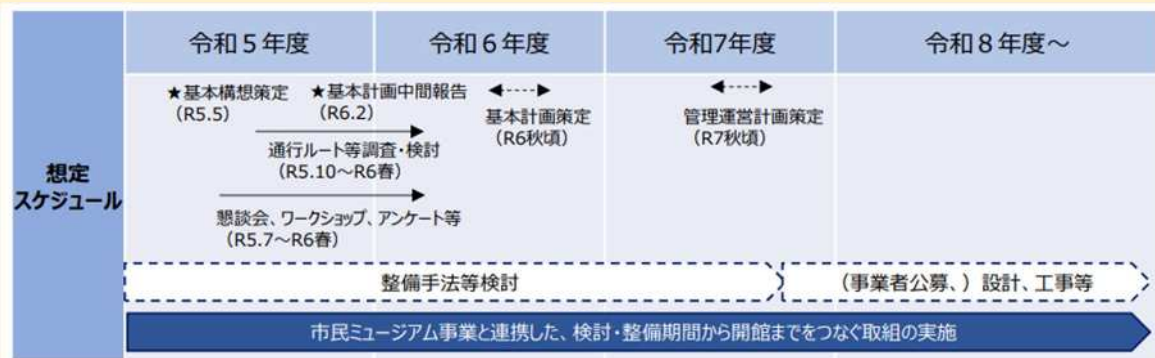 令和5年度
令和6年度
令和7年度
令和8年度～
想定
スケジュール
★基本構想策定
(R5.5)
★基本計画中間報告
(R6.2)
基本計画策定
(R6秋頃)
管理運営計画策定
(R7秋頃)
通行ルート等調査・検討
(R5.10～R6春)
懇談会、ワークショップ、アンケート等
(R5.7～R6春)
整備手法等検討
(事業者公募、) 設計、工事等
市民ミュージアム事業と連携した、検討・整備期間から開館までをつなぐ取組の実施